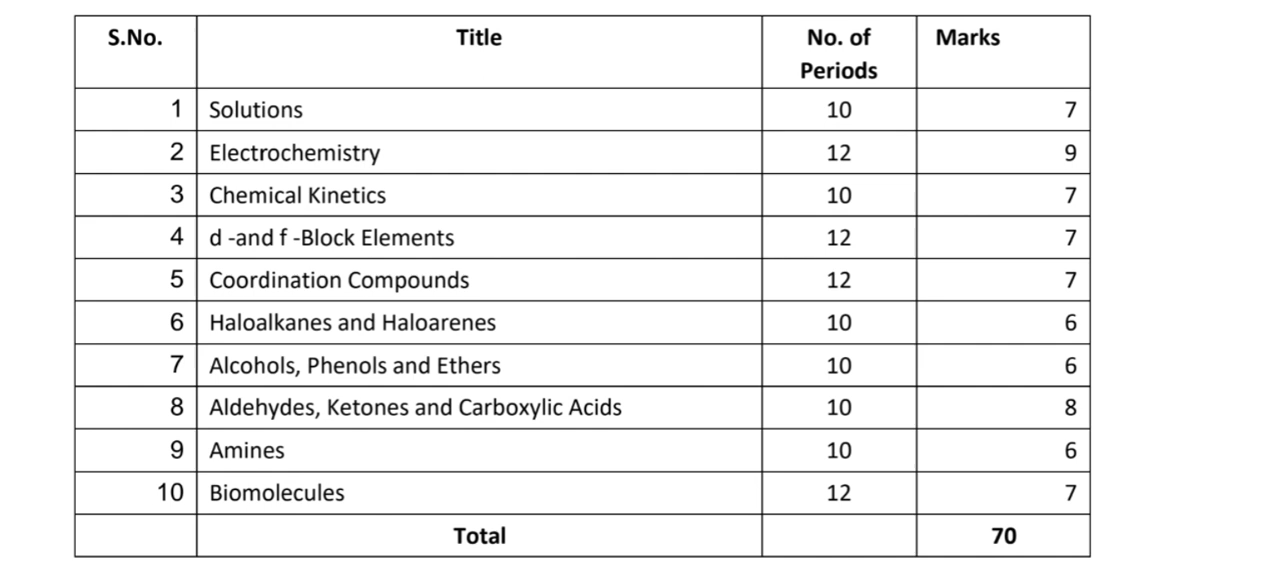 S.No. Title No. of Periods Marks
1 Solutions 10 7
2 Electrochemistry 12 9
3 Chemical Kinetics 10 7
4 d -and f -Block Elements 12 7
5 Coordination Compounds 12 7
6 Haloalkanes and Haloarenes 10 6
7 Alcohols, Phenols and Ethers 10 6
8 Aldehydes, Ketones and Carboxylic Acids 10 8
9 Amines 10 6
10 Biomolecules 12 7
Total 70